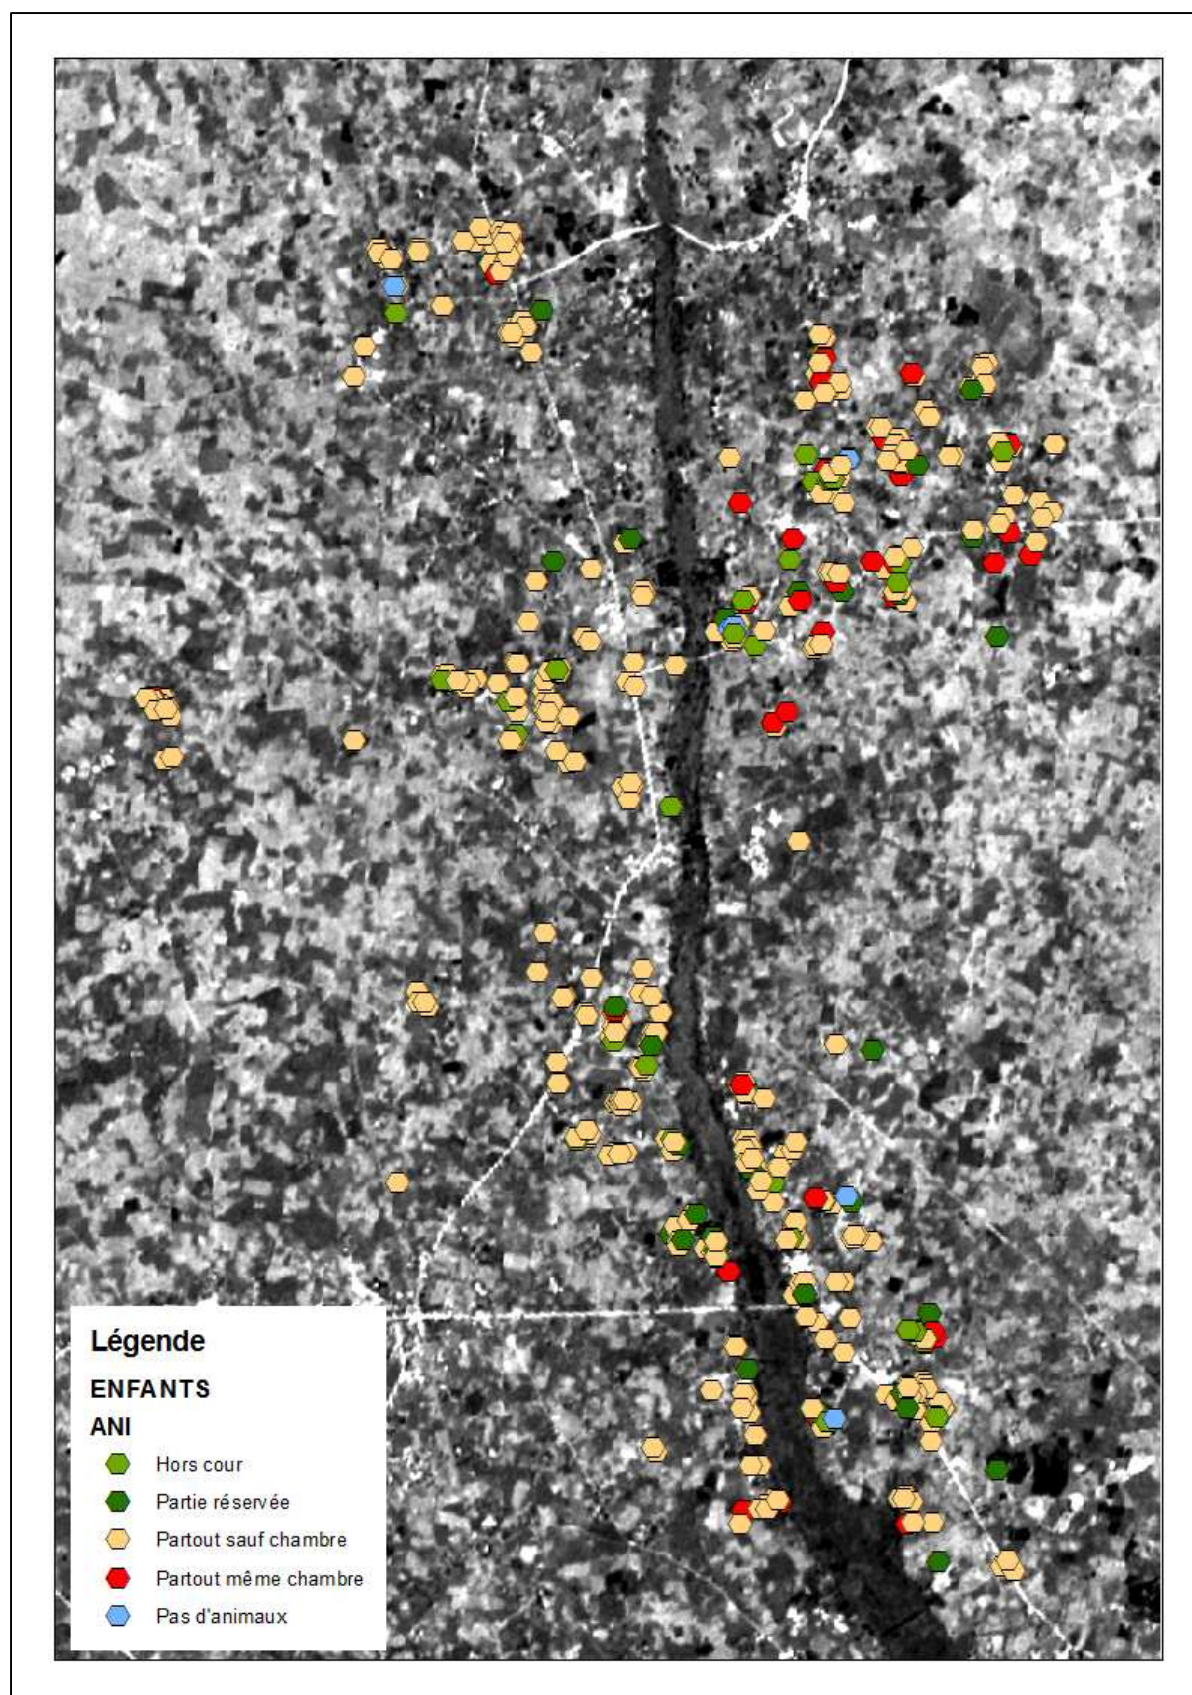 Légende
ENFANTS
ANI
Hors cour
Partie réservée
Partout sauf chambre
Partout même chambre
Pas d'animaux